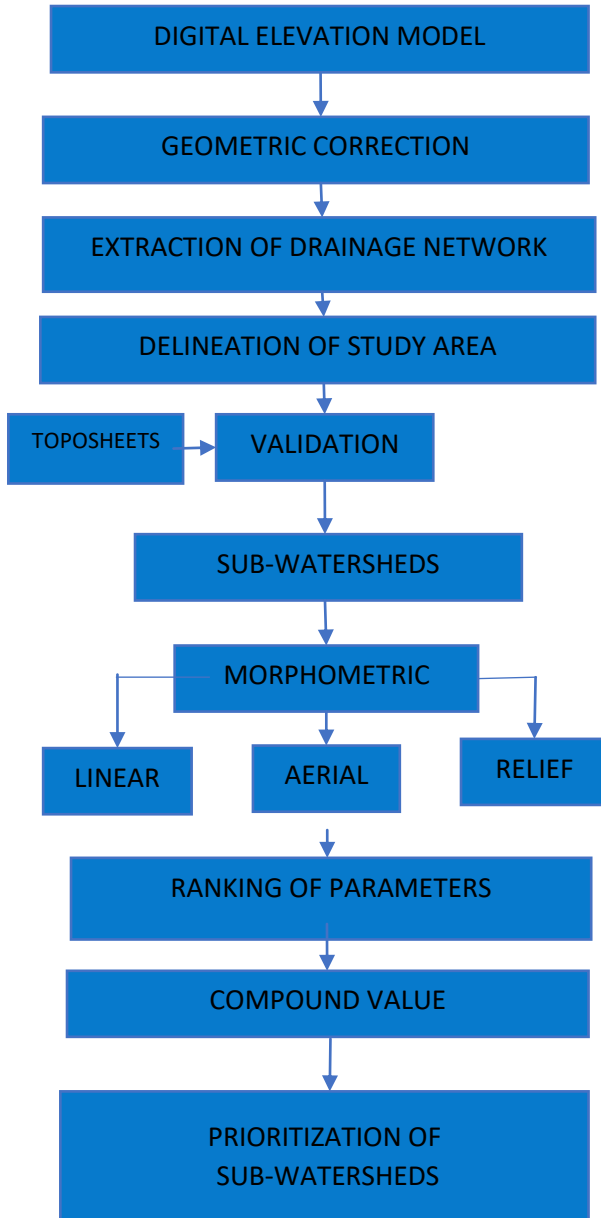 DIGITAL ELEVATION MODEL
GEOMETRIC CORRECTION
EXTRACTION OF DRAINAGE NETWORK
DELINEATION OF STUDY AREA
TOPOSHEETS
VALIDATION
SUB-WATERSHEDS
MORPHOMETRIC
LINEAR
AERIAL
RELIEF
RANKING OF PARAMETERS
COMPOUND VALUE
PRIORITIZATION OF
SUB-WATERSHEDS